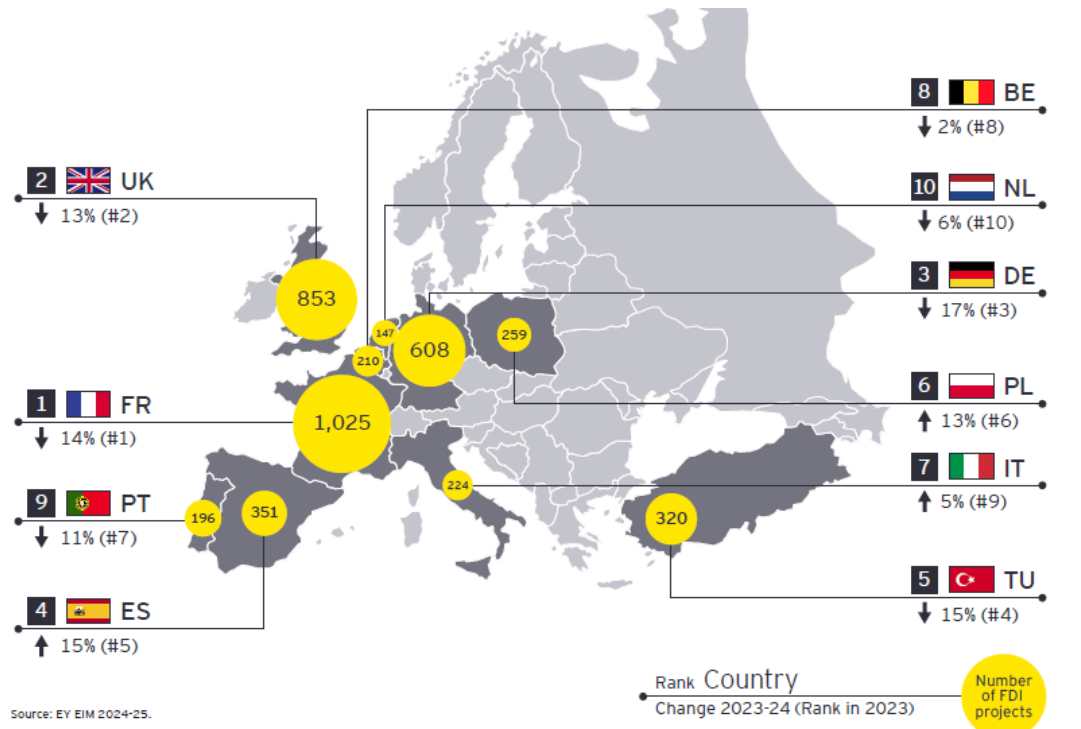 8 BE
2% (#8)
2 UK
13% (#2)
10 NL
6% (#10)
3 DE
17% (#3)
853
147
608
259
210
1 FR
14% (#1)
1,025
6 PL
13% (#6)
7 IT
5% (#9)
224
9 PT
11% (#7)
196
351
320
5 TU
15% (#4)
4 ES
15% (#5)
Rank Country
Change 2023-24 (Rank in 2023)
Number
of FDI
projects
Source: EY EIM 2024-25.